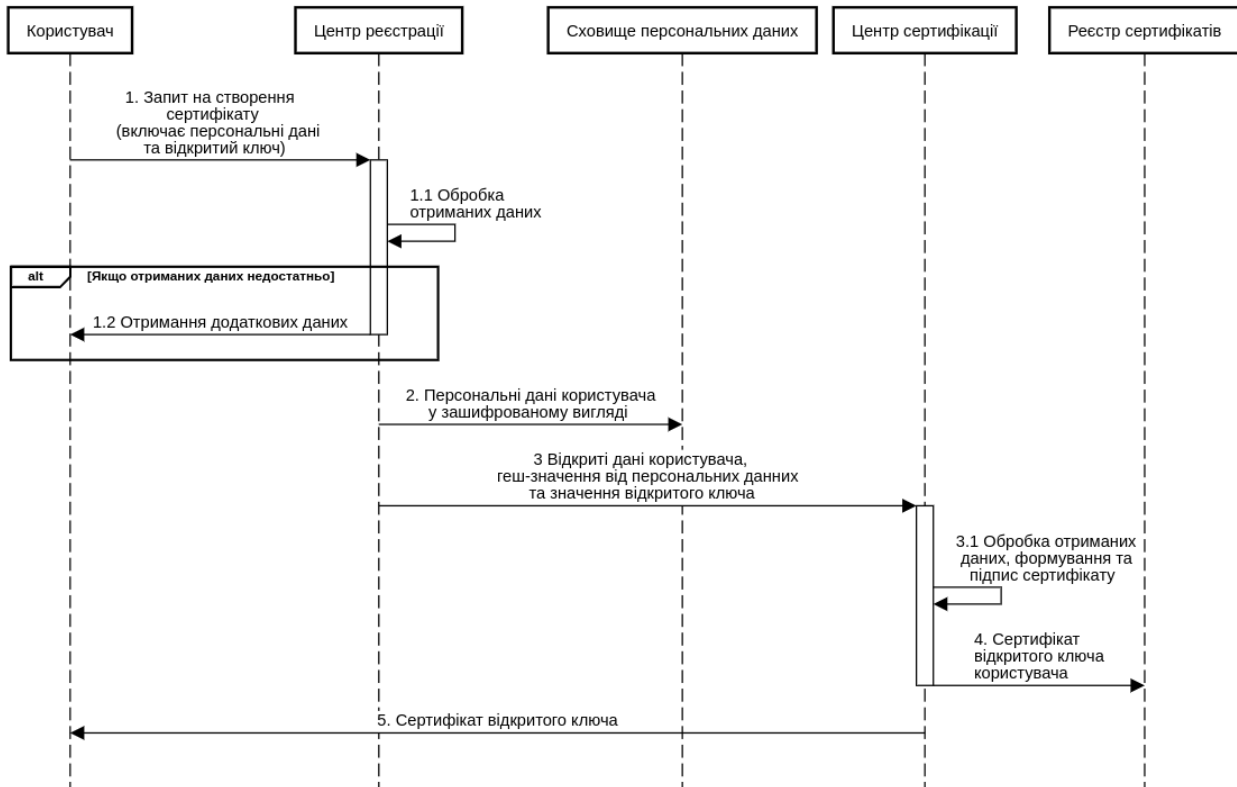 Користувач
Центр реєстрації
Сховище персональних даних
Центр сертифікації
Реєстр сертифікатів
1. Запит на створення
сертифікату
(включає персональні дані
та відкритий ключ)
1.1 Обробка
отриманих даних
alt
[Якщо отриманих даних недостатньо]
1.2 Отримання додаткових даних
2. Персональні дані користувача
у зашифрованому вигляді
3 Відкриті дані користувача,
геш-значення від персональних данних
та значення відкритого ключа
3.1 Обробка отриманих
даних, формування та
підпис сертифікату
4. Сертифікат
відкритого ключа
користувача
5. Сертифікат відкритого ключа